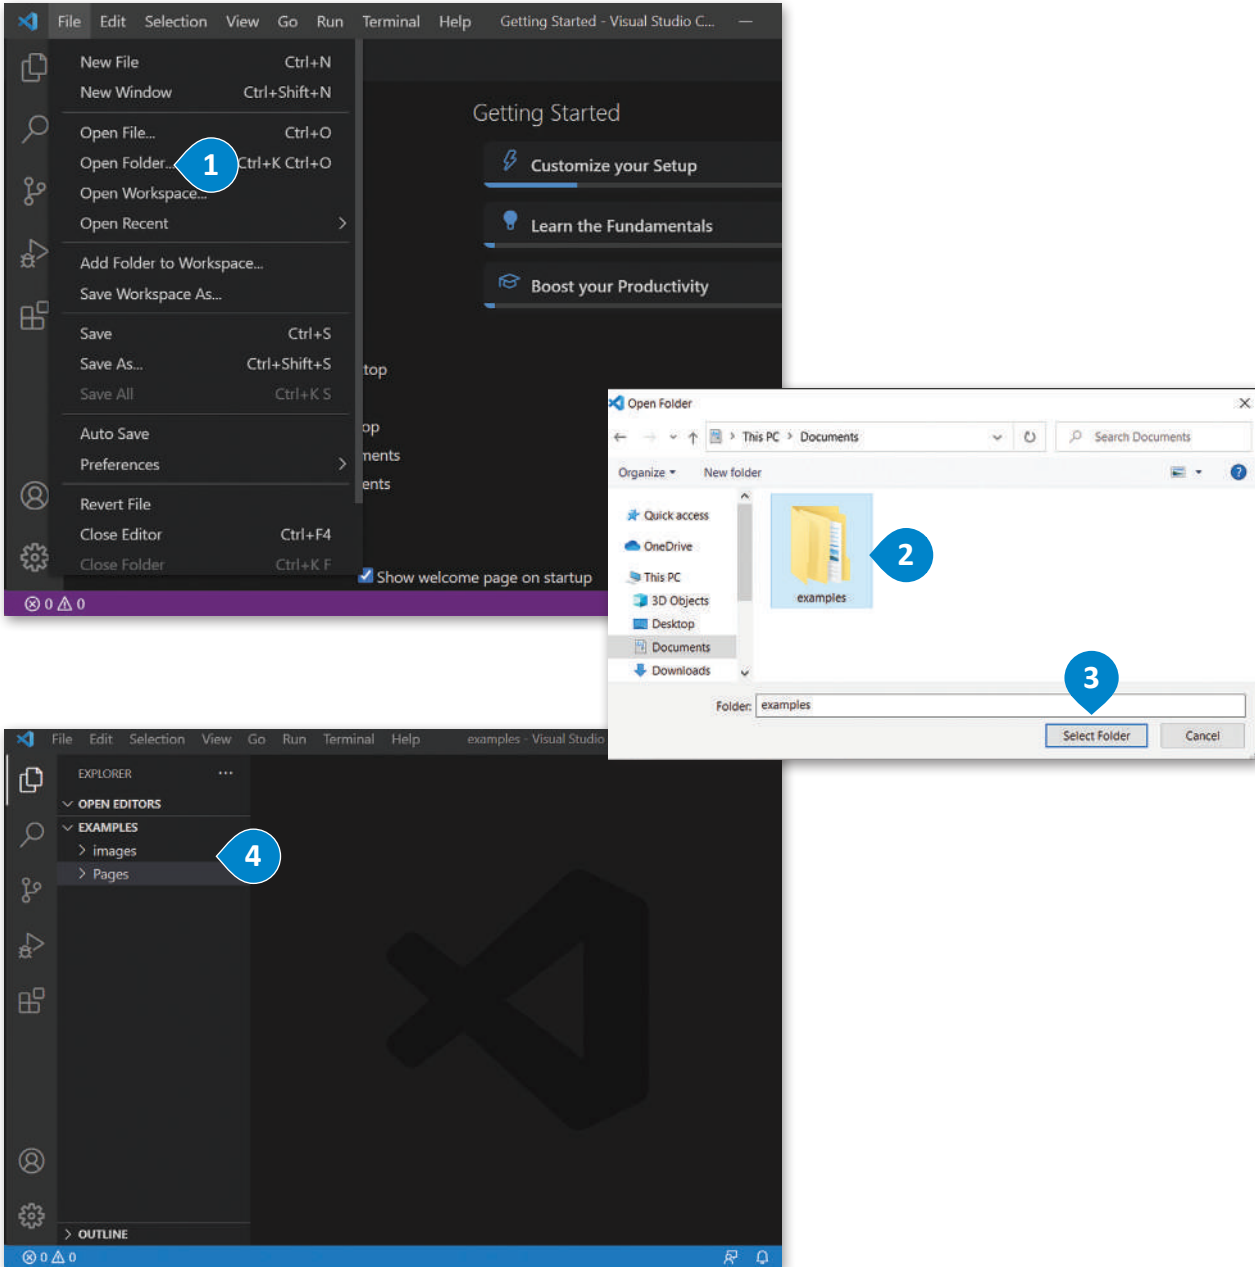 File Edit Selection View Go Run Terminal Help Getting Started - Visual Studio C...
New File Ctrl+N
New Window Ctrl+Shift+N
Open File... Ctrl+O
Open Folder... 1 Ctrl+K Ctrl+O
Open Workspace...
Open Recent
Add Folder to Workspace...
Save Workspace As...
Save Ctrl+S
Save As... Ctrl+Shift+S
Save All Ctrl+K S
Auto Save
Preferences
Revert File
Close Editor Ctrl+F4
Close Folder Ctrl+K F
Getting Started
Customize your Setup
Learn the Fundamentals
Boost your Productivity
top
op
ments
ents
Show welcome page on startup
0 0
Open Folder
This PC > Documents Search Documents
Organize New folder
Quick access
OneDrive
This PC
3D Objects
Desktop
Documents
Downloads
examples
2
3
Folder: examples
Select Folder Cancel
File Edit Selection View Go Run Terminal Help examples - Visual Studio
EXPLORER ...
OPEN EDITORS
EXAMPLES
images
Pages
4
OUTLINE
0 0